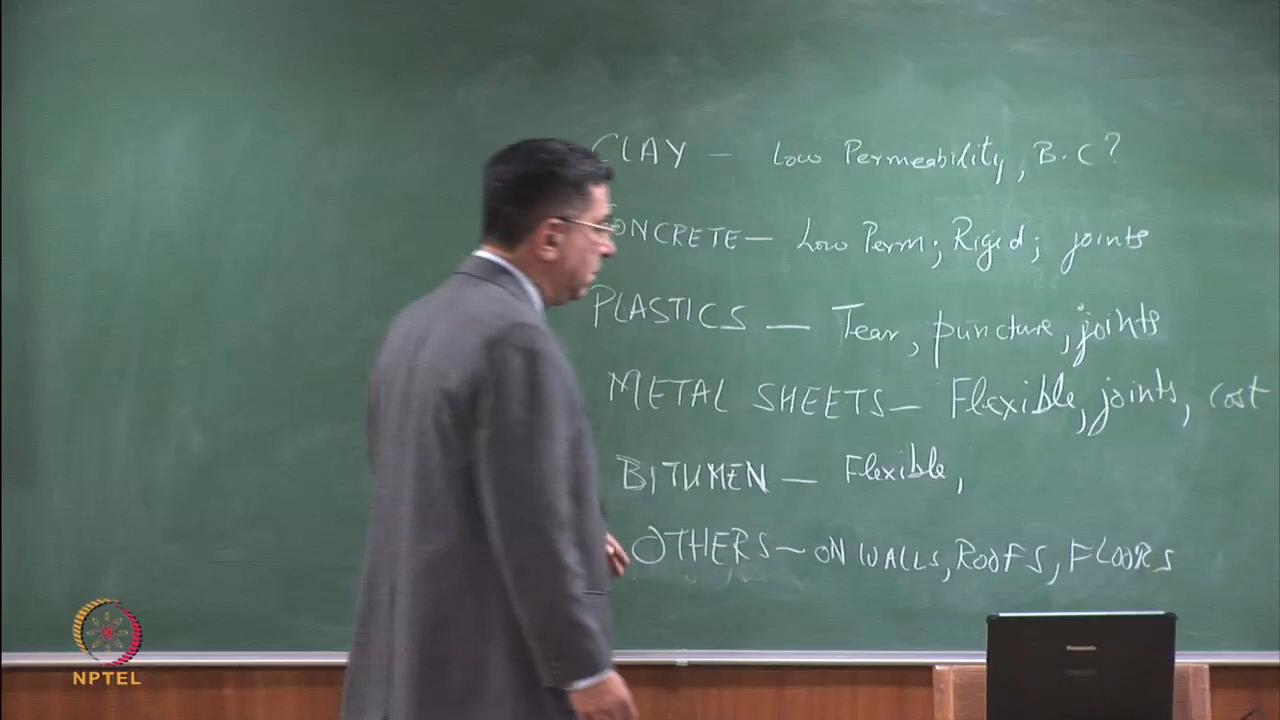 CLAY – Low Permeability, B.C?
CONCRETE – Low Perm; Rigid; joints
PLASTICS – Tear, puncture, joints
METAL SHEETS – Flexible, joints, cost
BITUMEN – Flexible,
OTHERS – ON WALLS, ROOFS, FLOORS
Panasonic
NPTEL